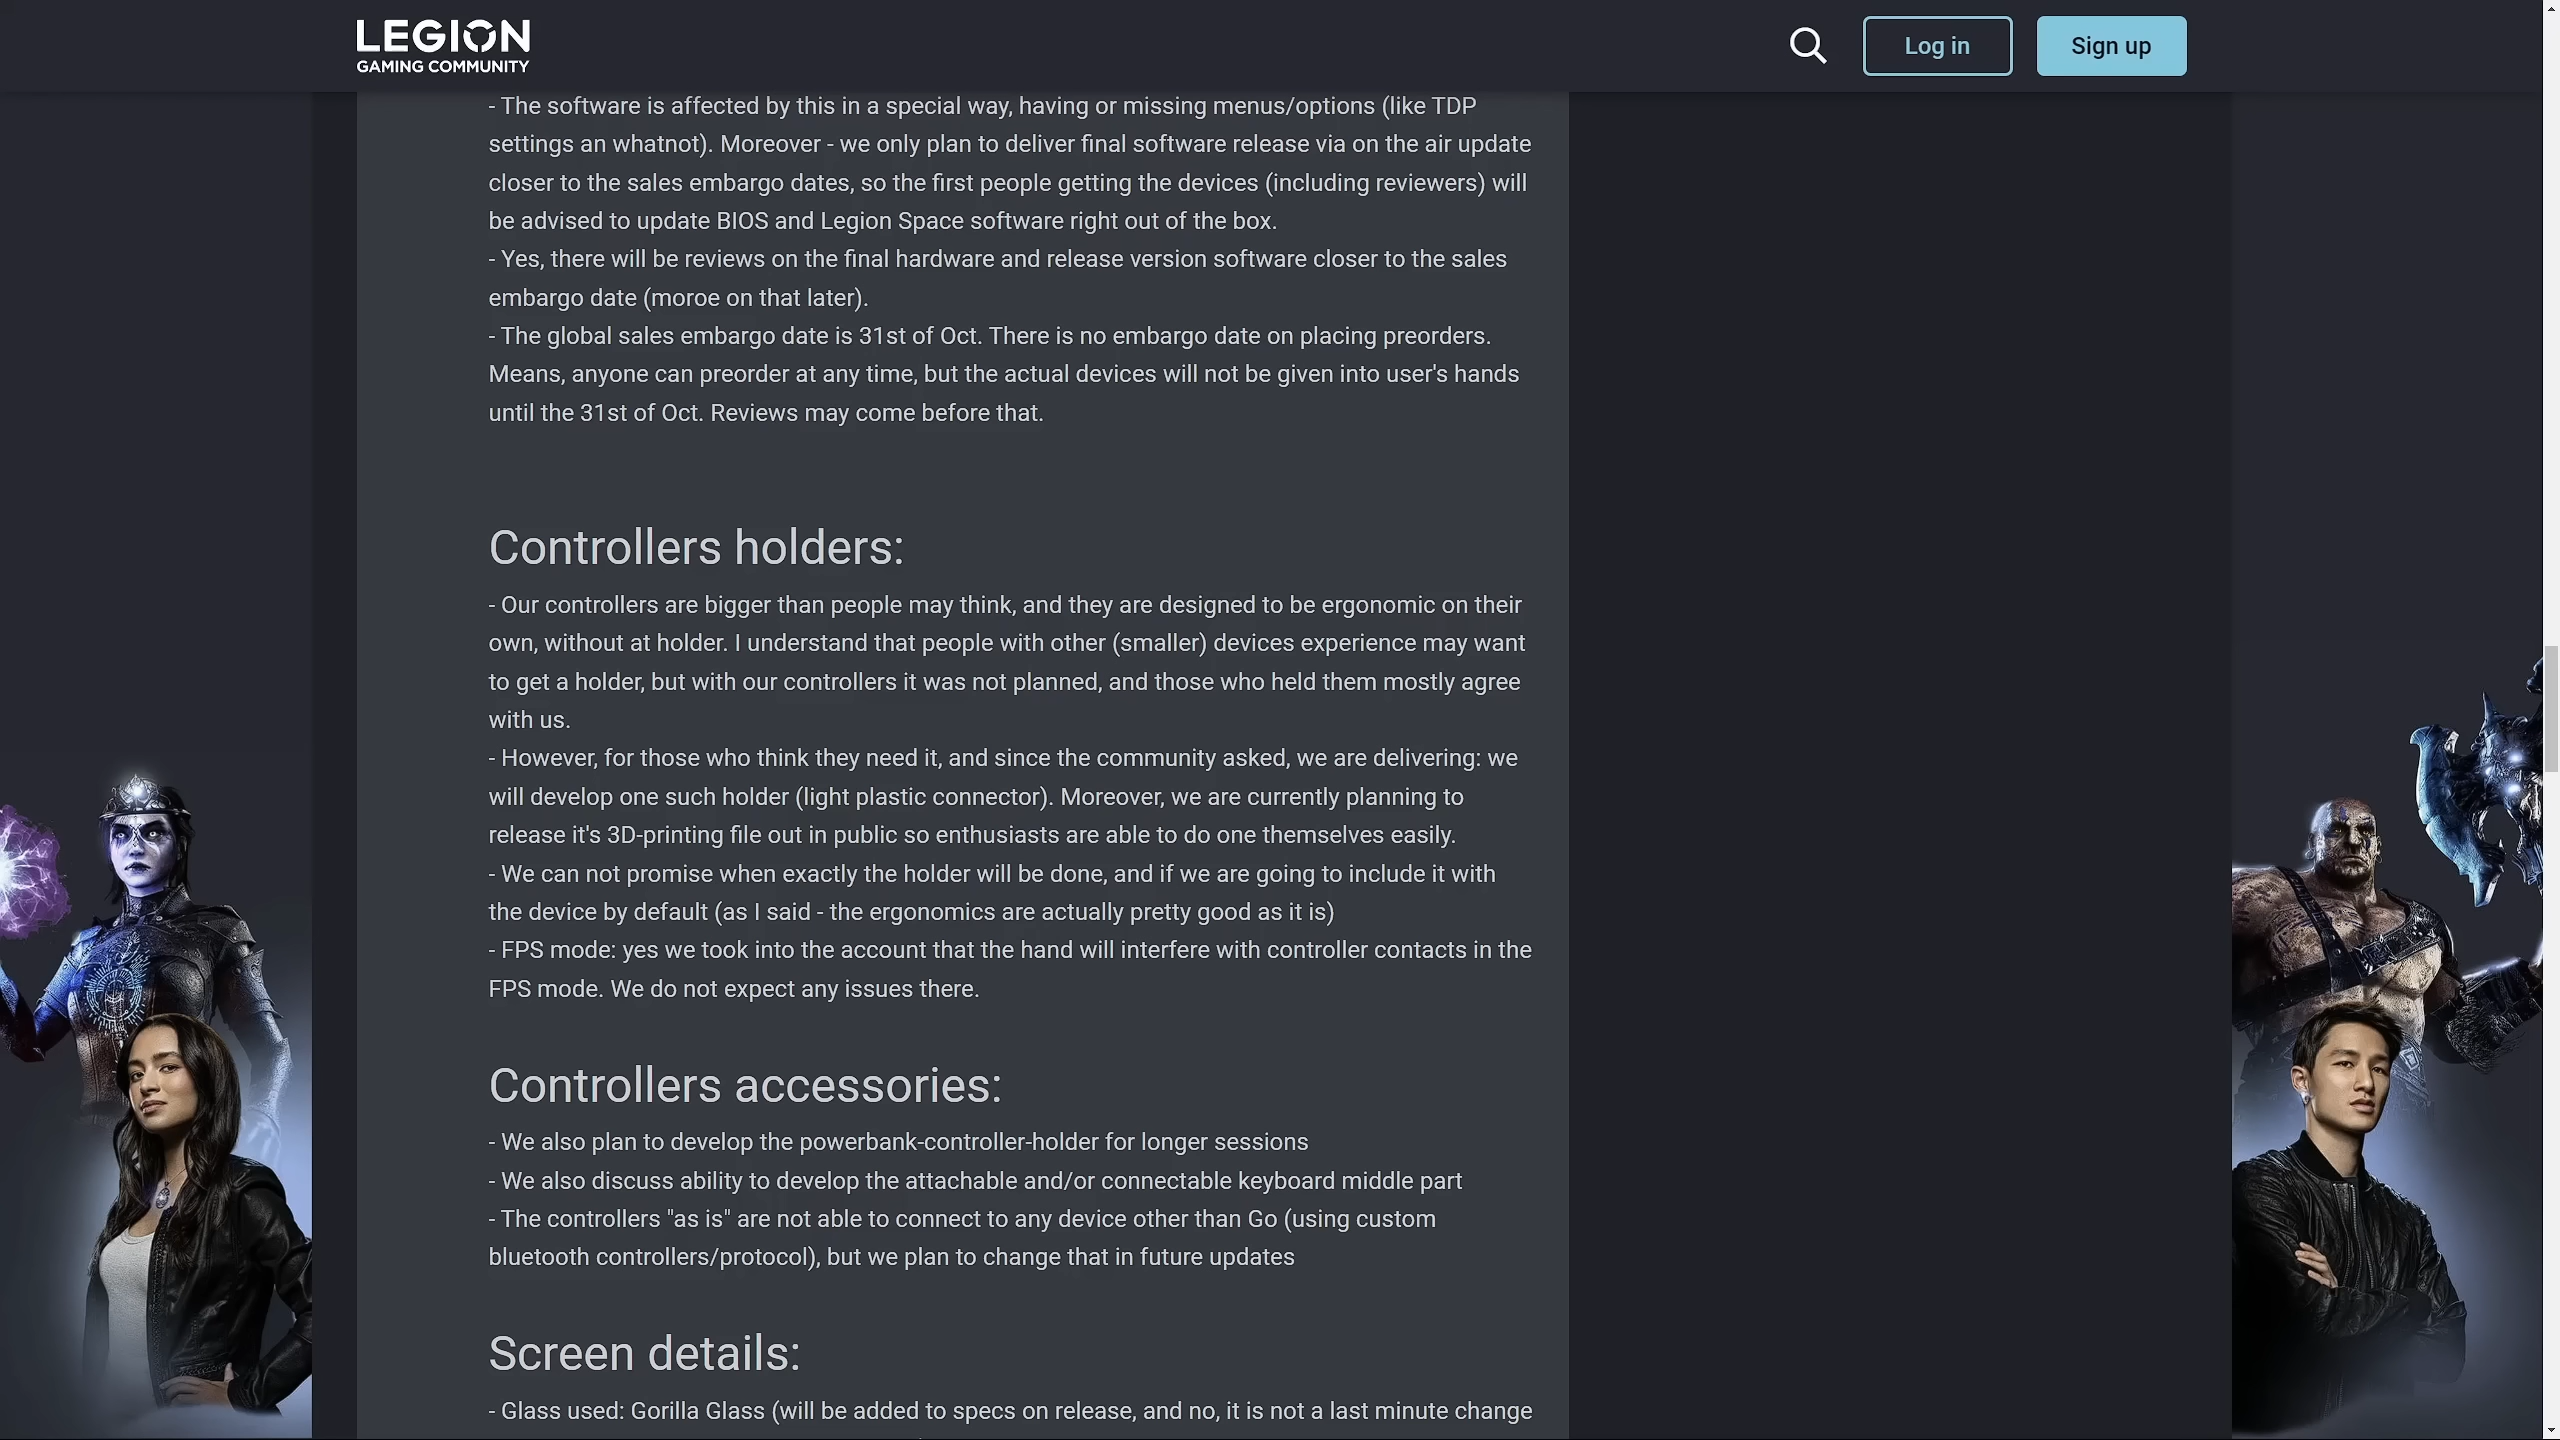 LEGION
GAMING COMMUNITY
Log in
Sign up
- The software is affected by this in a special way, having or missing menus/options (like TDP
settings an whatnot). Moreover - we only plan to deliver final software release via on the air update
closer to the sales embargo dates, so the first people getting the devices (including reviewers) will
be advised to update BIOS and Legion Space software right out of the box.
- Yes, there will be reviews on the final hardware and release version software closer to the sales
embargo date (moroe on that later).
- The global sales embargo date is 31st of Oct. There is no embargo date on placing preorders.
Means, anyone can preorder at any time, but the actual devices will not be given into user's hands
until the 31st of Oct. Reviews may come before that.
Controllers holders:
- Our controllers are bigger than people may think, and they are designed to be ergonomic on their
own, without at holder. I understand that people with other (smaller) devices experience may want
to get a holder, but with our controllers it was not planned, and those who held them mostly agree
with us.
- However, for those who think they need it, and since the community asked, we are delivering: we
will develop one such holder (light plastic connector). Moreover, we are currently planning to
release it's 3D-printing file out in public so enthusiasts are able to do one themselves easily.
- We can not promise when exactly the holder will be done, and if we are going to include it with
the device by default (as I said - the ergonomics are actually pretty good as it is)
- FPS mode: yes we took into the account that the hand will interfere with controller contacts in the
FPS mode. We do not expect any issues there.
Controllers accessories:
- We also plan to develop the powerbank-controller-holder for longer sessions
- We also discuss ability to develop the attachable and/or connectable keyboard middle part
- The controllers "as is" are not able to connect to any device other than Go (using custom
bluetooth controllers/protocol), but we plan to change that in future updates
Screen details:
- Glass used: Gorilla Glass (will be added to specs on release, and no, it is not a last minute change